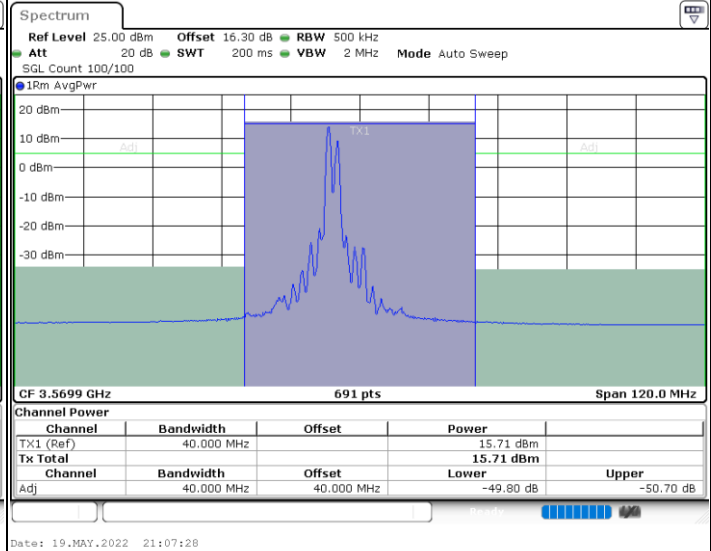 Spectrum
Ref Level 25.00 dBm Offset 16.30 dB RBW 500 kHz
Att 20 dB SWT 200 ms VBW 2 MHz Mode Auto Sweep
SGL Count 100/100
1Rm AvgPwr
20 dBm
TX1
10 dBm
Adj Adj
0 dBm
-10 dBm
-20 dBm
-30 dBm
CF 3.5699 GHz 691 pts Span 120.0 MHz
Channel Power
Channel Bandwidth Offset Power
TX1 (Ref) 40.000 MHz 15.71 dBm
Tx Total 15.71 dBm
Channel Bandwidth Offset Lower Upper
Adj 40.000 MHz 40.000 MHz -49.80 dB -50.70 dB
Ready
Date: 19.MAY.2022 21:07:28